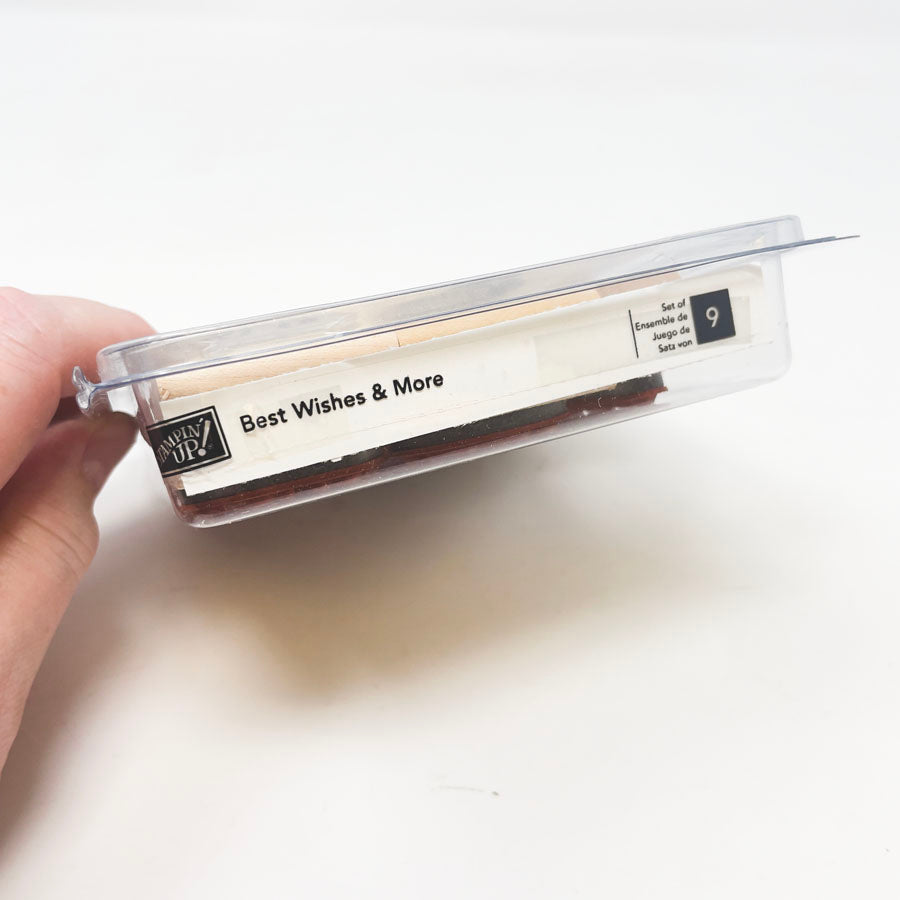 STAMPIN'
UP!
Best Wishes & More
Set of
Ensemble de
Juego de
Satz von
9